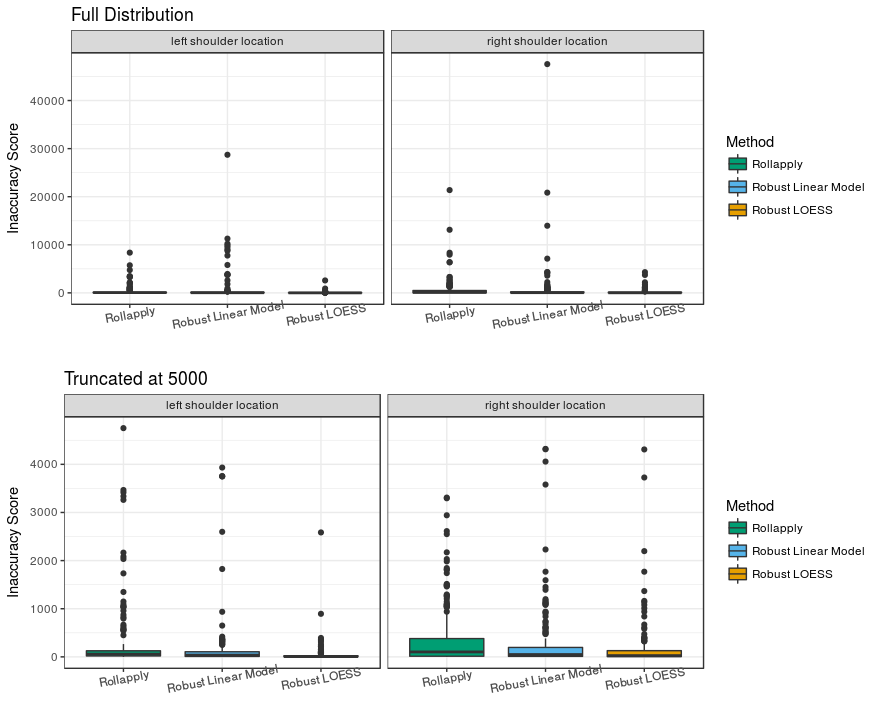 Full Distribution
left shoulder location
right shoulder location
Inaccuracy Score
40000
30000
20000
10000
0
Rollapply
Robust Linear Model
Robust LOESS
Rollapply
Robust Linear Model
Robust LOESS
Method
Rollapply
Robust Linear Model
Robust LOESS
Truncated at 5000
left shoulder location
right shoulder location
Inaccuracy Score
4000
3000
2000
1000
0
Rollapply
Robust Linear Model
Robust LOESS
Rollapply
Robust Linear Model
Robust LOESS
Method
Rollapply
Robust Linear Model
Robust LOESS